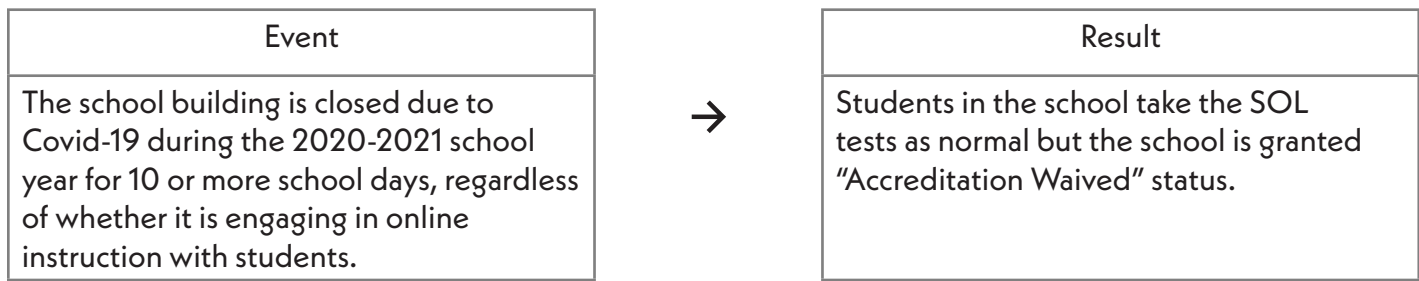 Event
The school building is closed due to
Covid-19 during the 2020-2021 school
year for 10 or more school days, regardless
of whether it is engaging in online
instruction with students.
→
Result
Students in the school take the SOL
tests as normal but the school is granted
“Accreditation Waived” status.